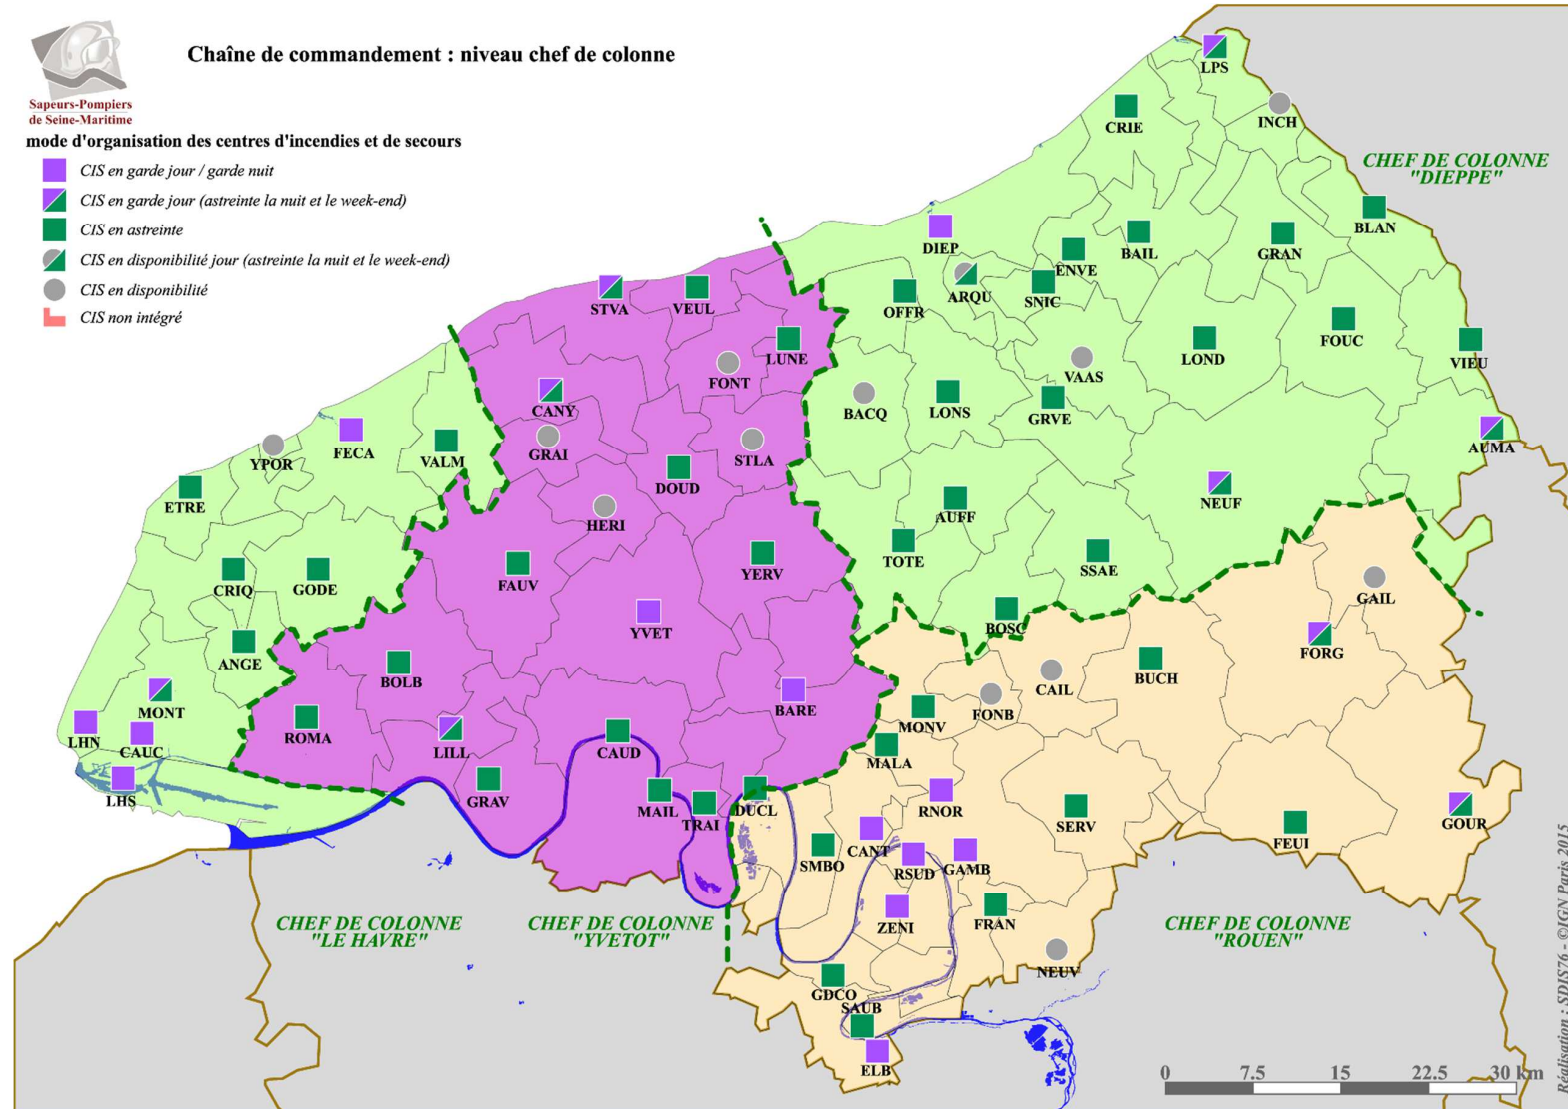 Chaîne de commandement : niveau chef de colonne
Sapeurs-Pompiers
de Seine-Maritime
mode d'organisation des centres d'incendies et de secours
CIS en garde jour / garde nuit
CIS en garde jour (astreinte la nuit et le week-end)
CIS en astreinte
CIS en disponibilité jour (astreinte la nuit et le week-end)
CIS en disponibilité
CIS non intégré
LPS
INCH
CRIE
CHEF DE COLONNE
"DIEPPE"
BLAN
DIEP
BAIL
GRAN
ENVE
ARQU
SNIC
OFFR
STVA
VEUL
LUNE
FOUC
LOND
VIEU
FONT
VAAS
CANY
BACQ
LONS
GRVE
AUMA
FECA
YPOR
VALM
GRAI
STLA
DOUD
ETRE
NEUF
HERI
AUFF
TOTE
SSAE
YERV
FAUV
CRIQ
GODE
GAIL
BOSC
YVET
ANGE
FORG
BOLB
CAIL
BUCH
MONT
BARE
FONB
MONV
LHN
CAUC
ROMA
LILL
CAUD
MALA
LHS
GRAV
MAIL
TRAI
DUCL
RNOR
SERV
GOUR
FEUI
SMBO
CANT
RSUD
GAMB
ZENI
FRAN
CHEF DE COLONNE
"LE HAVRE"
CHEF DE COLONNE
"YVETOT"
CHEF DE COLONNE
"ROUEN"
NEUV
GDCO
SAUB
ELB
0 7.5 15 22.5 30 km
Réalisation : SDIS76 - ©IGN Paris 2015